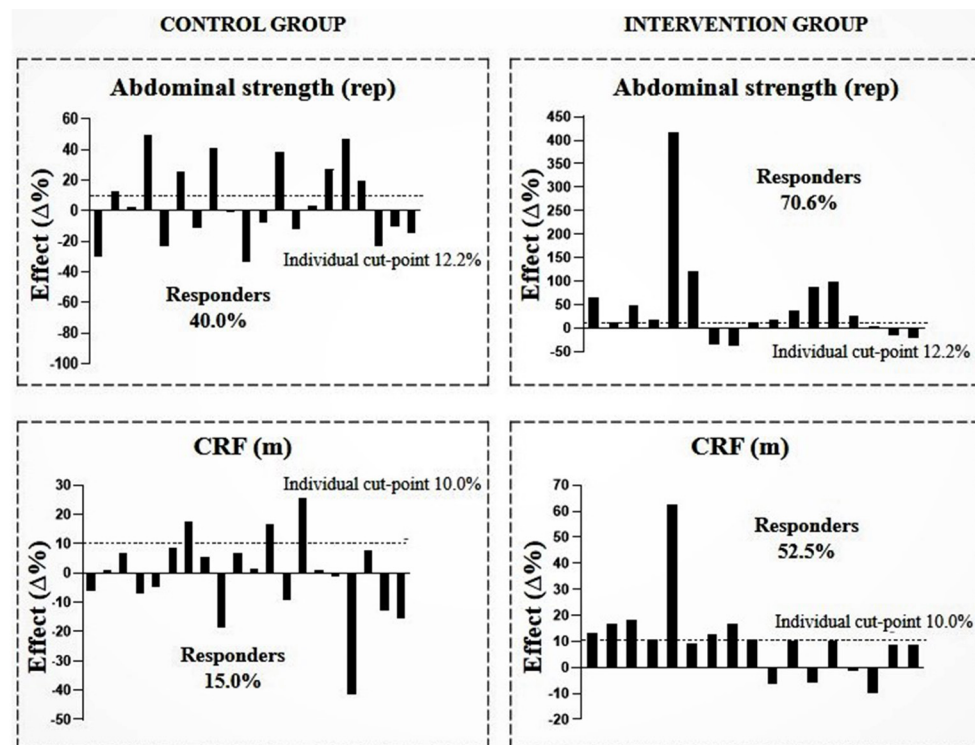 CONTROL GROUP
INTERVENTION GROUP
Abdominal strength (rep)
Effect (Δ%)
60
40
20
0
-20
-40
-60
-80
-100
Individual cut-point 12.2%
Responders
40.0%
Abdominal strength (rep)
Effect (Δ%)
450
400
350
300
250
200
150
100
50
0
-50
Responders
70.6%
Individual cut-point 12.2%
CRF (m)
Effect (Δ%)
30
20
10
0
-10
-20
-30
-40
-50
Individual cut-point 10.0%
Responders
15.0%
CRF (m)
Effect (Δ%)
70
60
50
40
30
20
10
0
-10
-20
Responders
52.5%
Individual cut-point 10.0%